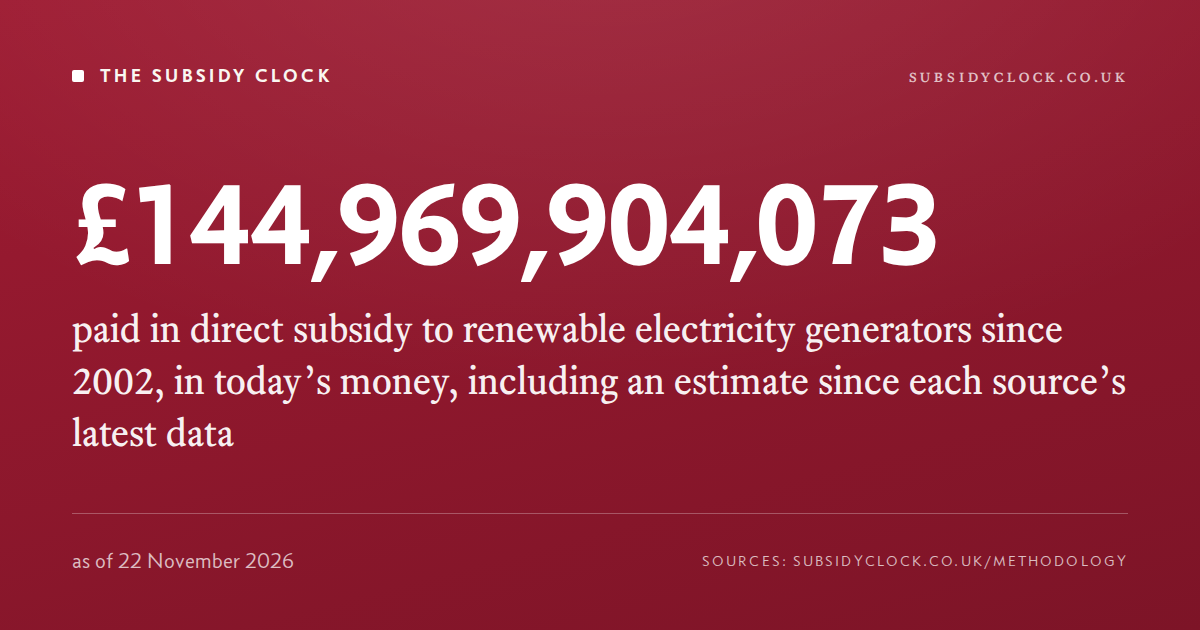 THE SUBSIDY CLOCK
SUBSIDYCLOCK.CO.UK
£144,969,904,073
paid in direct subsidy to renewable electricity generators since
2002, in today’s money, including an estimate since each source’s
latest data
as of 22 November 2026
SOURCES: SUBSIDYCLOCK.CO.UK/METHODOLOGY